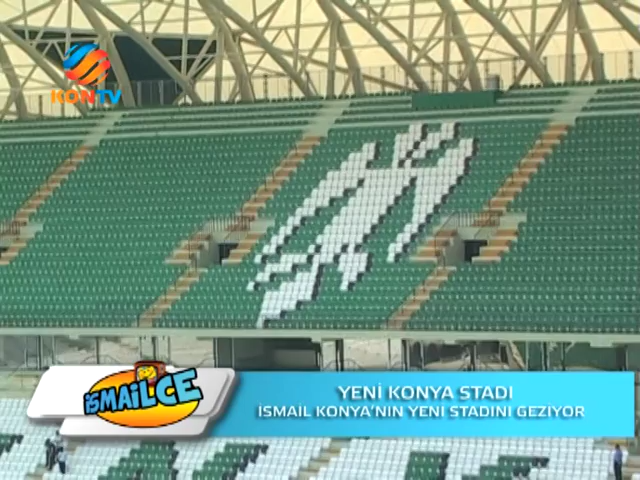 KONTV
YENİ KONYA STADI
İSMAİLCE
İSMAİL KONYA'NIN YENİ STADINI GEZİYOR